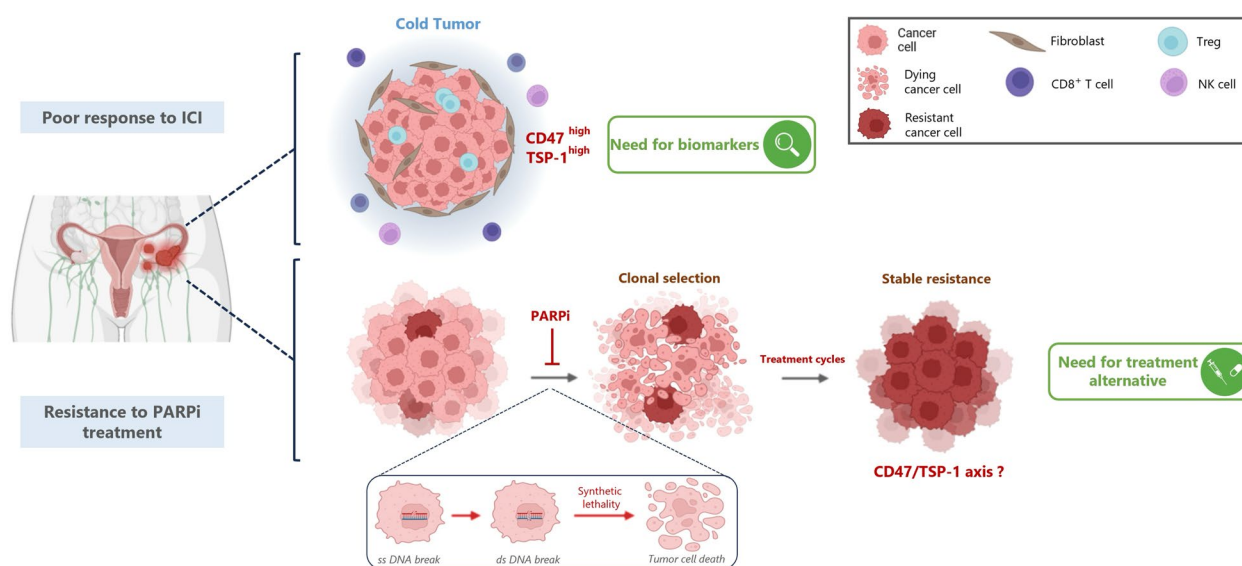 Cold Tumor
Poor response to ICI
CD47 high
TSP-1 high
Need for biomarkers
Cancer
cell
Fibroblast
Treg
Dying
cancer cell
CD8⁺ T cell
NK cell
Resistant
cancer cell
Resistance to PARPi
treatment
PARPi
Clonal selection
Treatment cycles
Stable resistance
Need for treatment
alternative
CD47/TSP-1 axis ?
Synthetic
lethality
ss DNA break
ds DNA break
Tumor cell death